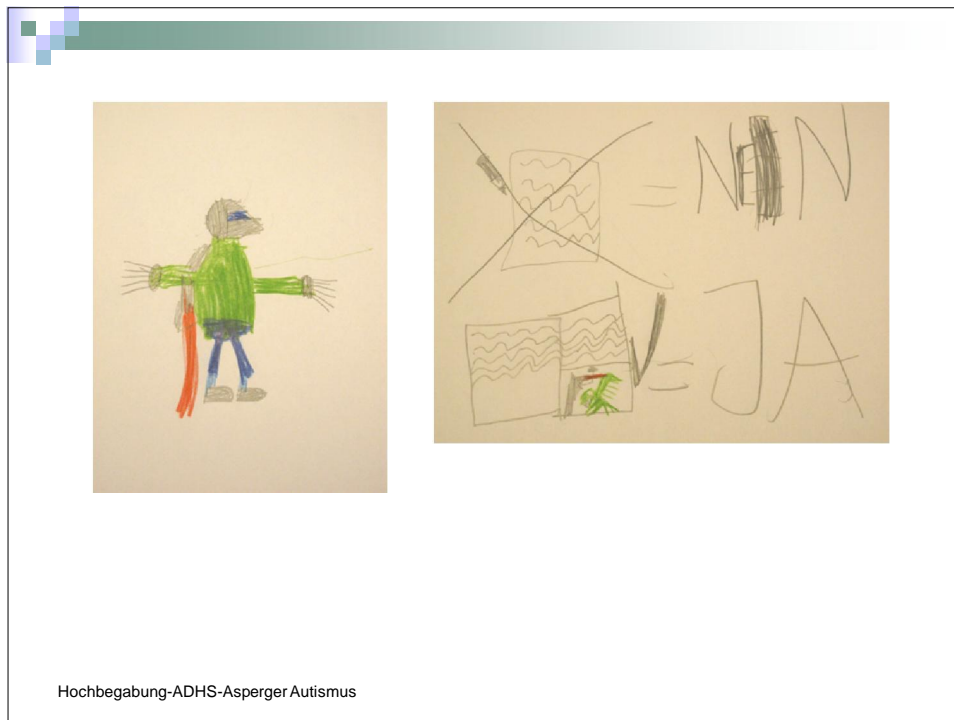 = NEIN
= JA
Hochbegabung-ADHS-Asperger Autismus